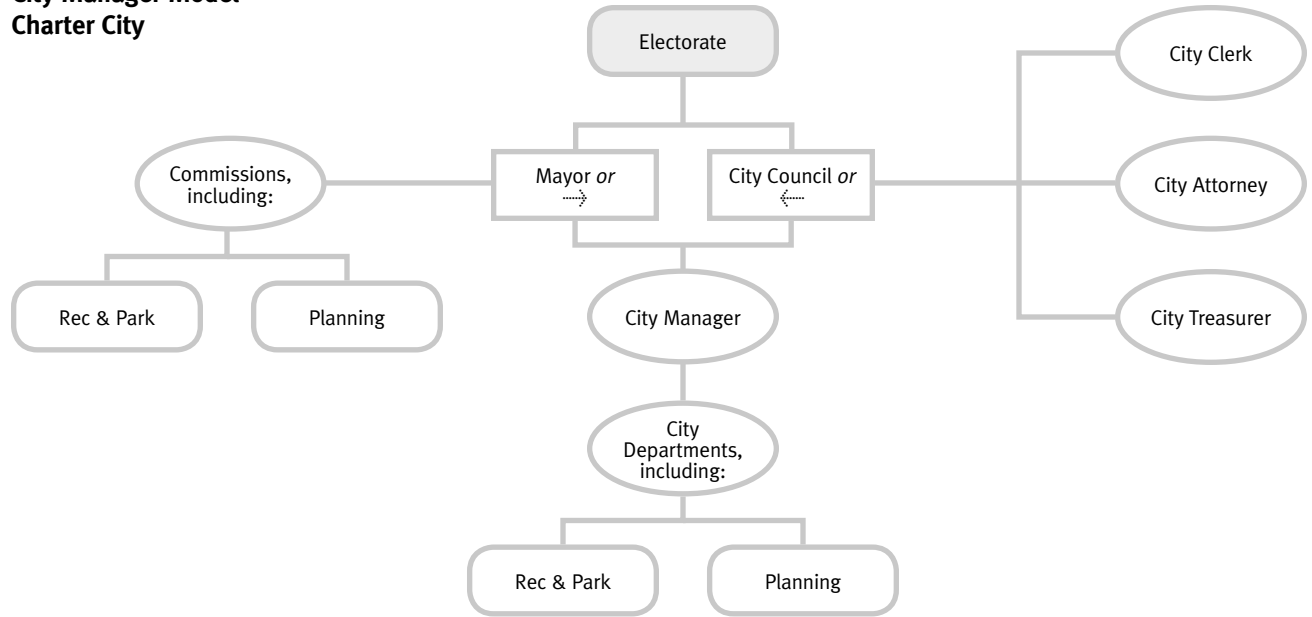 City Manager Model
Charter City
Electorate
City Clerk
Commissions,
including:
Mayor or
City Council or
City Attorney
Rec & Park
Planning
City Manager
City Treasurer
City
Departments,
including:
Rec & Park
Planning